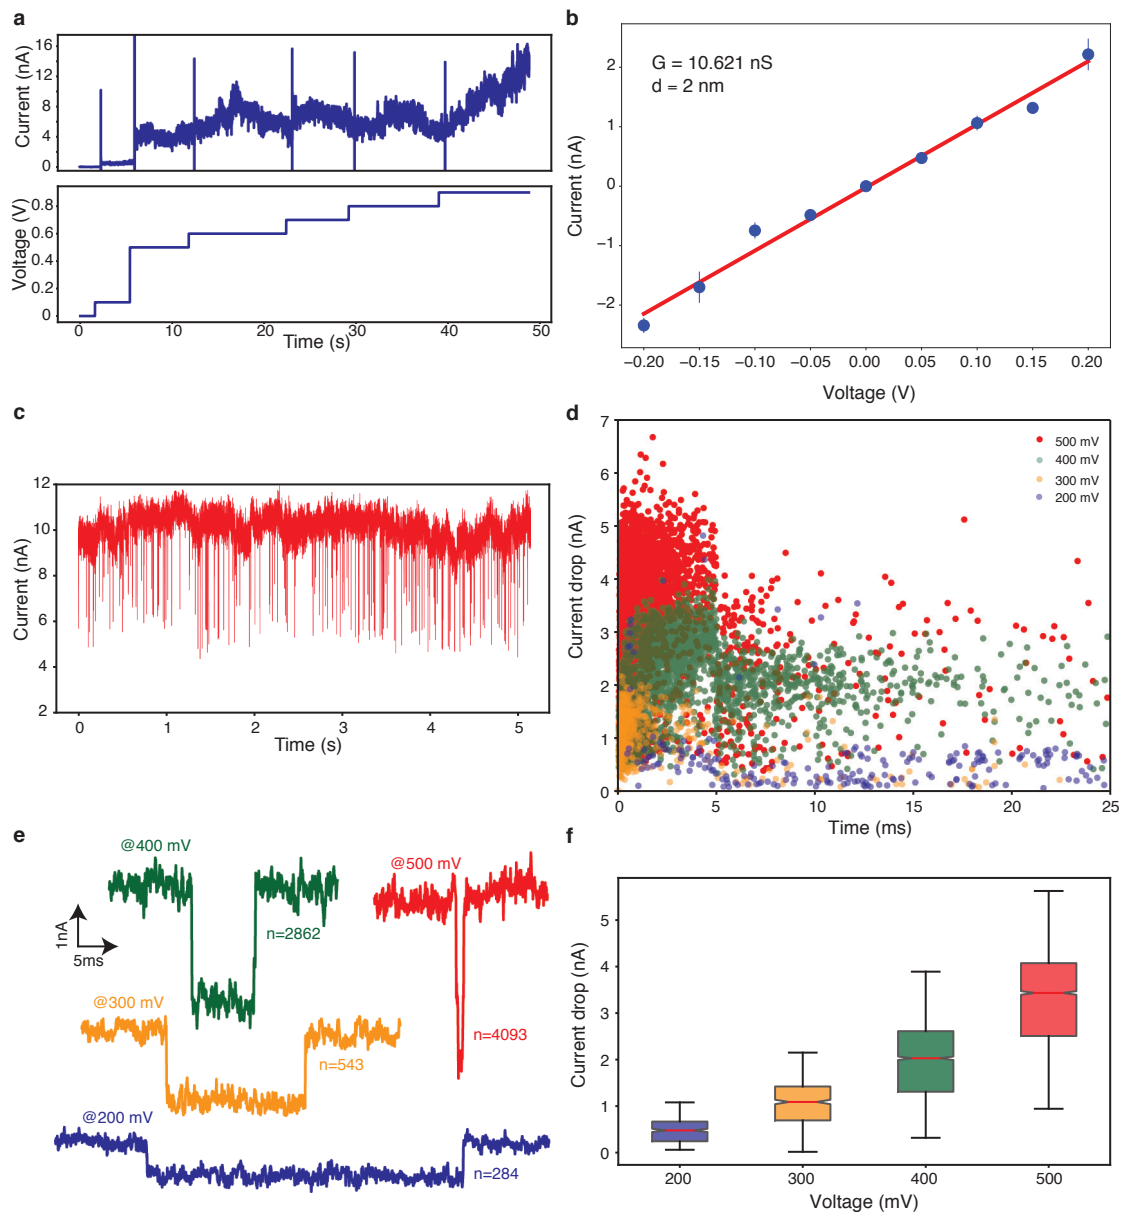 a
Current (nA)
16
12
8
4
0
Voltage (V)
0.8
0.6
0.4
0.2
0
0 10 20 30 40 50
Time (s)
b
G = 10.621 nS
d = 2 nm
Current (nA)
2
1
0
−1
−2
−0.20 −0.15 −0.10 −0.05 0.00 0.05 0.10 0.15 0.20
Voltage (V)
c
Current (nA)
12
10
8
6
4
2
0 1 2 3 4 5
Time (s)
d
Current drop (nA)
7
6
5
4
3
2
1
0
500 mV
400 mV
300 mV
200 mV
0 5 10 15 20 25
Time (ms)
e
@400 mV
@500 mV
1nA
5ms
n=2862
@300 mV
n=4093
n=543
@200 mV
n=284
f
Current drop (nA)
5
4
3
2
1
0
200 300 400 500
Voltage (mV)